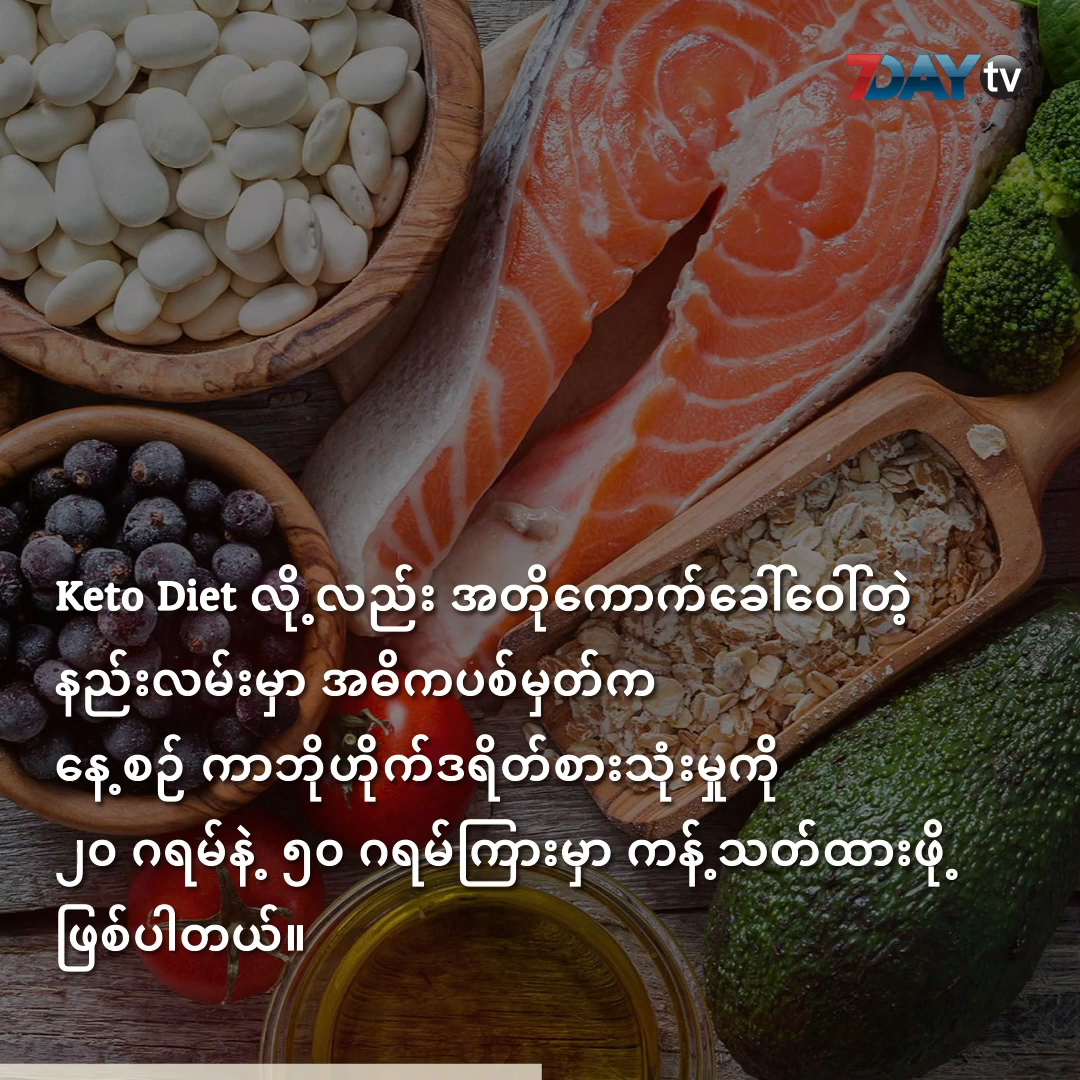 7DAY tv
Keto Diet လို့လည်း အတိုကောက်ခေါ်ဝေါ်တဲ့
နည်းလမ်းမှာ အဓိကပစ်မှတ်က
နေ့စဉ် ကာဘိုဟိုက်ဒရိတ်စားသုံးမှုကို
၂၀ ဂရမ်နဲ့ ၅၀ ဂရမ်ကြားမှာ ကန့်သတ်ထားဖို့
ဖြစ်ပါတယ်။